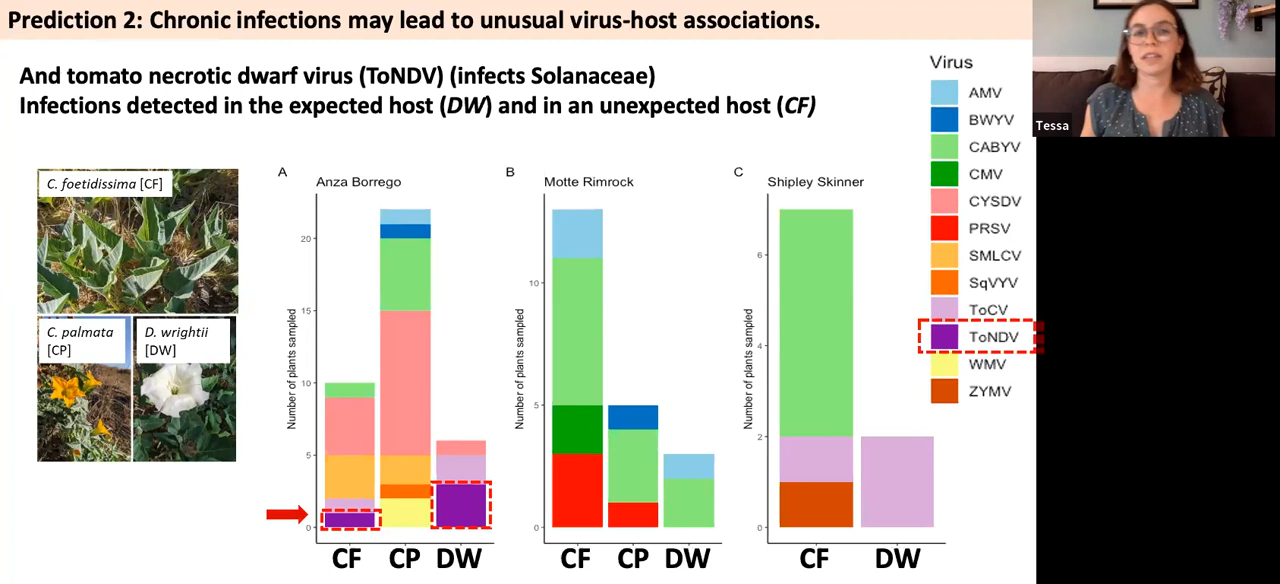 Prediction 2: Chronic infections may lead to unusual virus-host associations.
And tomato necrotic dwarf virus (ToNDV) (infects Solanaceae)
Infections detected in the expected host (DW) and in an unexpected host (CF)
Tessa
C. foetidissima [CF]
C. palmata
[CP]
D. wrightii
[DW]
A
Anza Borrego
Number of plants sampled
20
15
10
5
0
CF CP DW
B
Motte Rimrock
Number of plants sampled
10
5
0
CF CP DW
C
Shipley Skinner
Number of plants sampled
6
4
2
0
CF DW
Virus
AMV
BWYV
CABYV
CMV
CYSDV
PRSV
SMLCV
SqVYV
ToCV
ToNDV
WMV
ZYMV